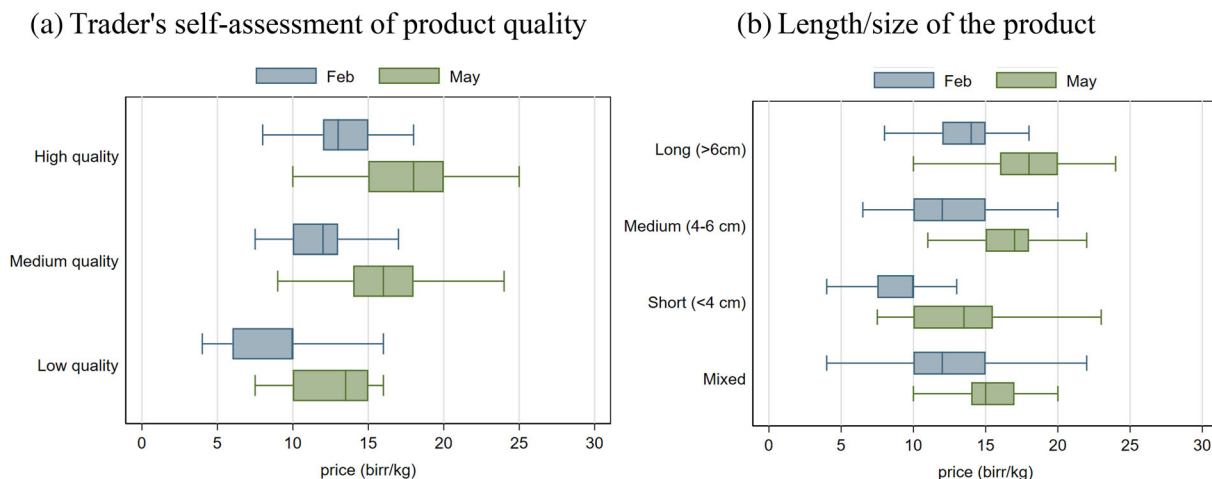 (a) Trader's self-assessment of product quality
Feb May
High quality
Medium quality
Low quality
0 5 10 15 20 25 30
price (birr/kg)
(b) Length/size of the product
Feb May
Long (>6cm)
Medium (4-6 cm)
Short (<4 cm)
Mixed
0 5 10 15 20 25 30
price (birr/kg)